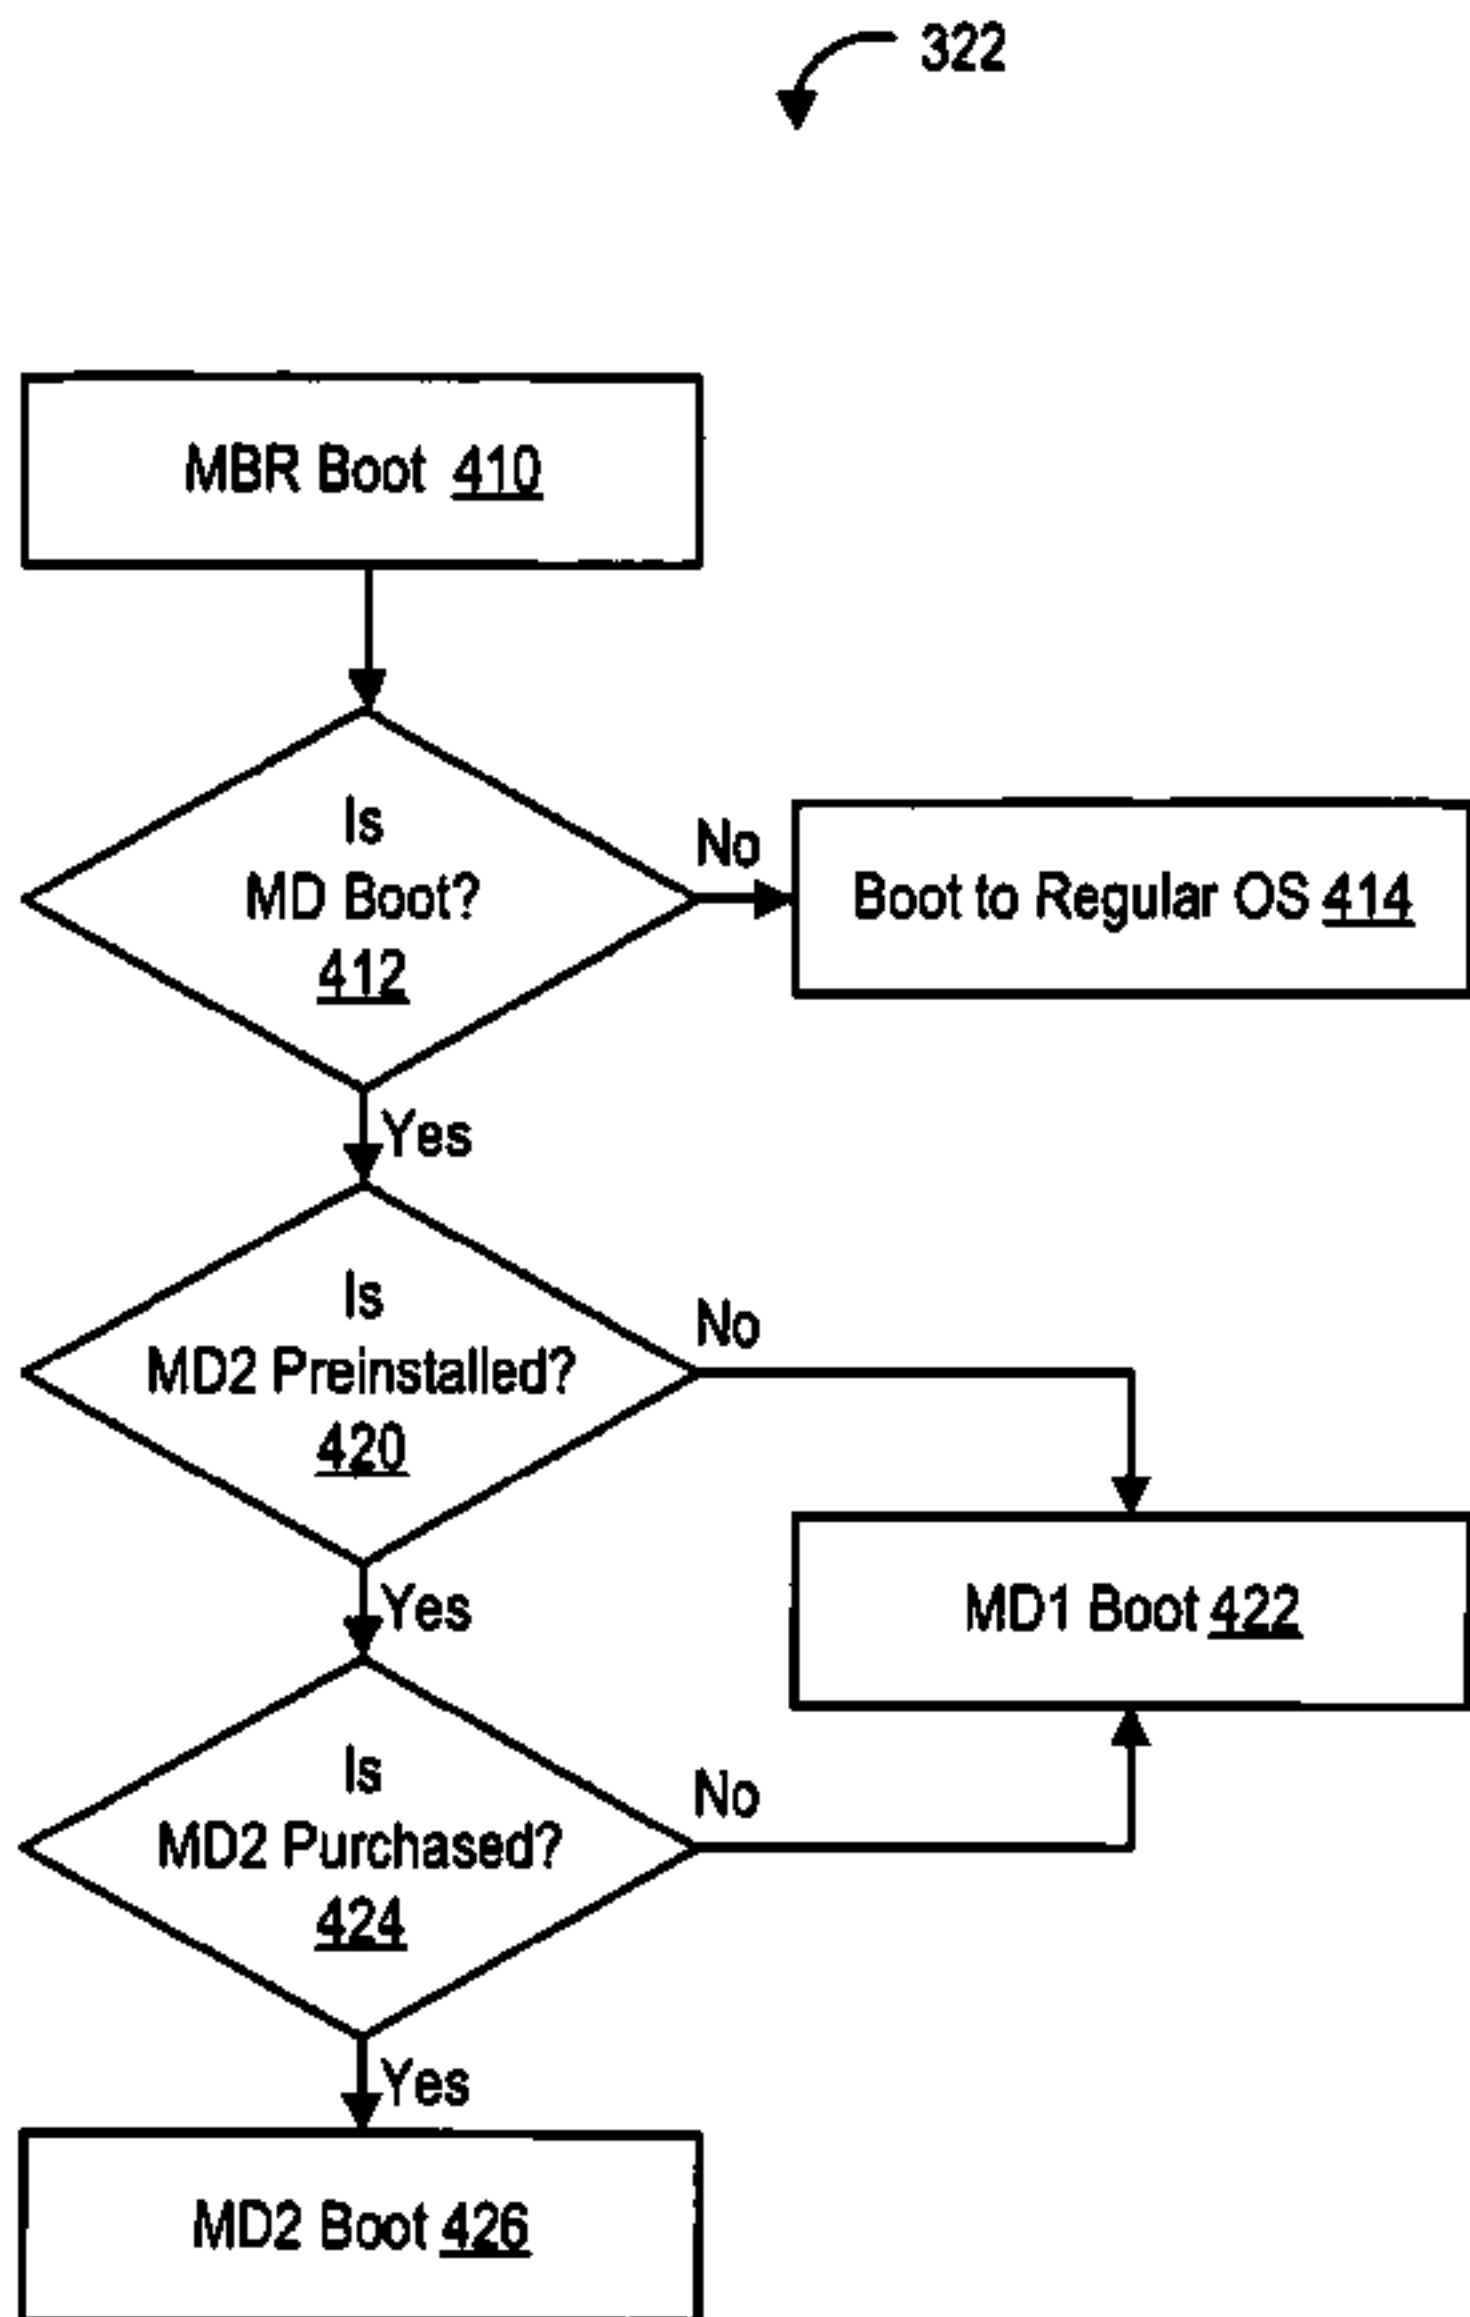 322
MBR Boot 410
Is
MD Boot?
412
No
Boot to Regular OS 414
Yes
Is
MD2 Preinstalled?
420
No
Yes
MD1 Boot 422
Is
MD2 Purchased?
424
No
Yes
MD2 Boot 426